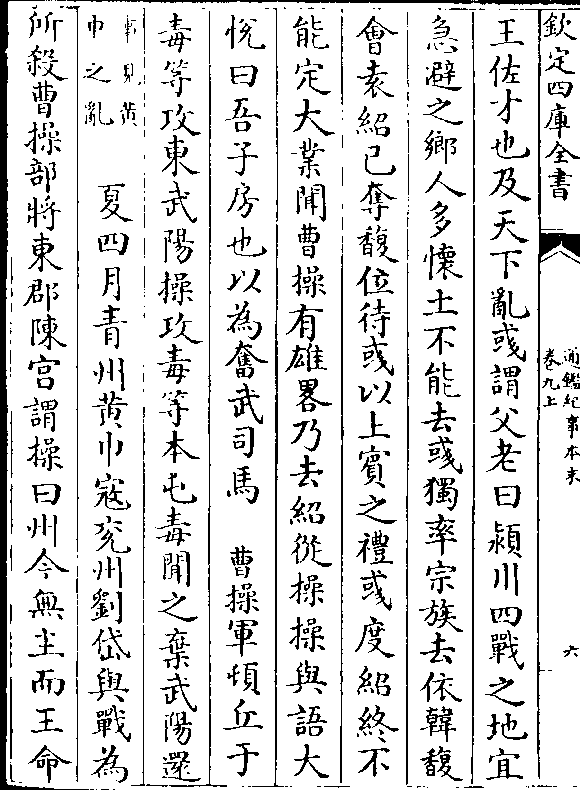 欽定四庫全書
通鑑紀事本末
卷九上
六
王佐才也及天下亂彧謂父老曰潁川四戰之地宜
急避之鄉人多懷土不能去彧獨率宗族去依韓馥
會袁紹已奪馥位待彧以上賓之禮彧度紹終不
能定大業聞曹操有雄畧乃去紹從操操與語大
悅曰吾子房也以為奮武司馬　曹操軍頓丘于
毒等攻東武陽操攻毒等本屯毒聞之棄武陽還
事見黃
巾之亂
夏四月青州黃巾寇兖州劉岱與戰為
所殺曹操部將東郡陳宮謂操曰州今無主而王命